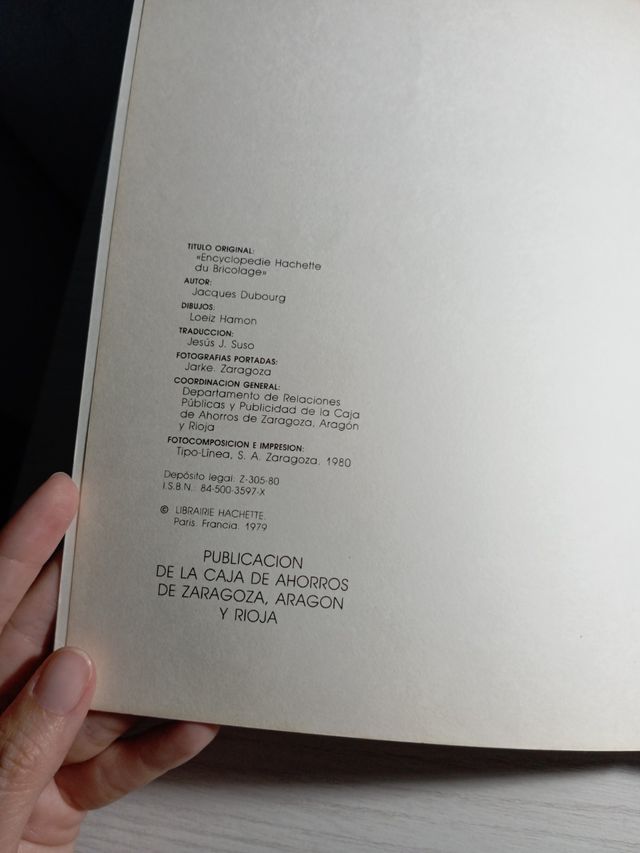 TITULO ORIGINAL:
«Encyclopedie Hachette
du Bricolage»
AUTOR:
Jacques Dubourg
DIBUJOS:
Loeiz Hamon
TRADUCCION:
Jesús J. Suso
FOTOGRAFIAS PORTADAS:
Jarke. Zaragoza
COORDINACION GENERAL:
Departamento de Relaciones
Públicas y Publicidad de la Caja
de Ahorros de Zaragoza, Aragón
y Rioja
FOTOCOMPOSICION E IMPRESION:
Tipo-Línea, S. A. Zaragoza. 1980
Depósito legal: Z-305-80
I.S.B.N.: 84-500-3597-X
© LIBRAIRIE HACHETTE.
Paris. Francia. 1979
PUBLICACION
DE LA CAJA DE AHORROS
DE ZARAGOZA, ARAGON
Y RIOJA